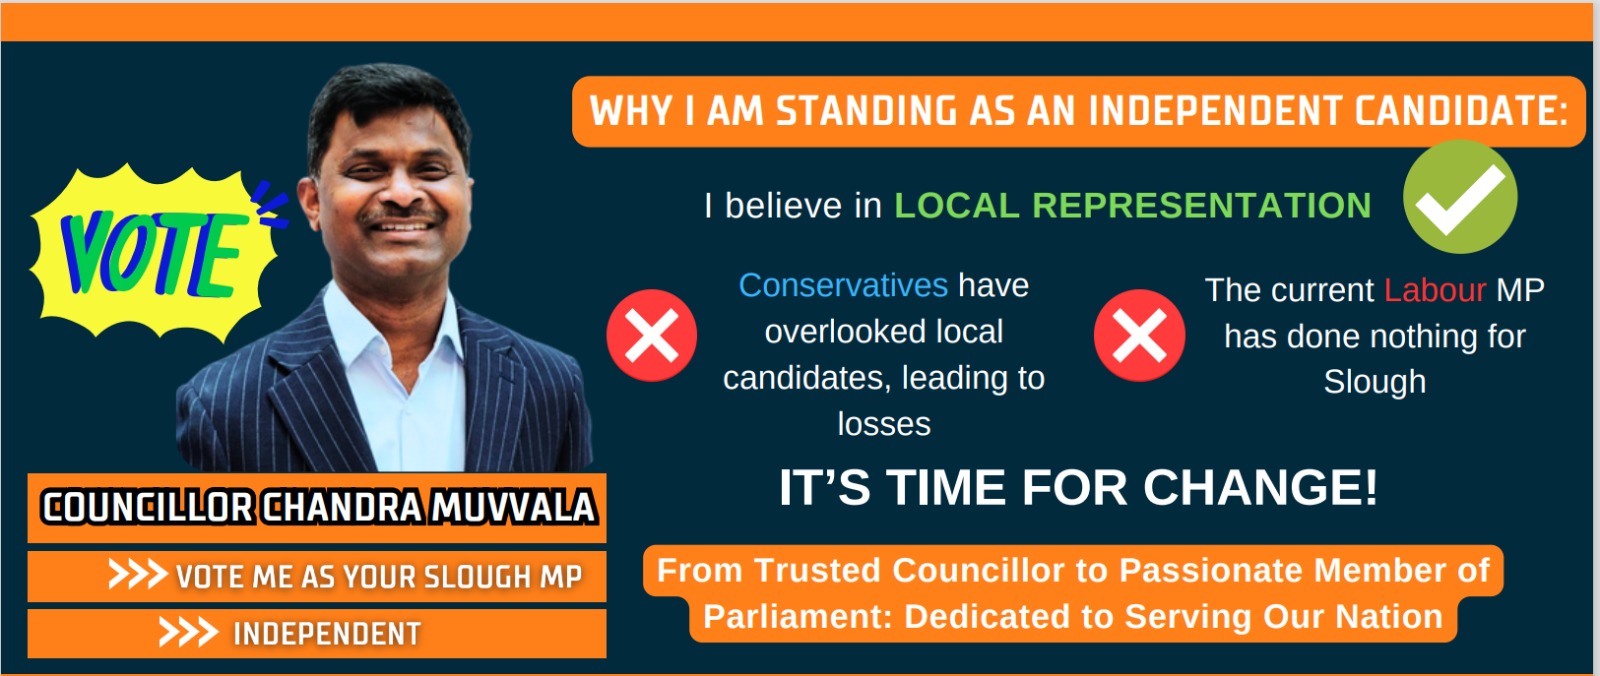 VOTE
COUNCILLOR CHANDRA MUVVALA
>>> VOTE ME AS YOUR SLOUGH MP
>>> INDEPENDENT
WHY I AM STANDING AS AN INDEPENDENT CANDIDATE:
I believe in LOCAL REPRESENTATION
Conservatives have
overlooked local
candidates, leading to
losses
The current Labour MP
has done nothing for
Slough
IT’S TIME FOR CHANGE!
From Trusted Councillor to Passionate Member of
Parliament: Dedicated to Serving Our Nation